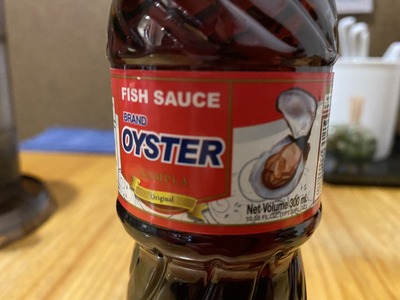 FISH SAUCE
BRAND
OYSTER
Original
Net Volume 300 ml.